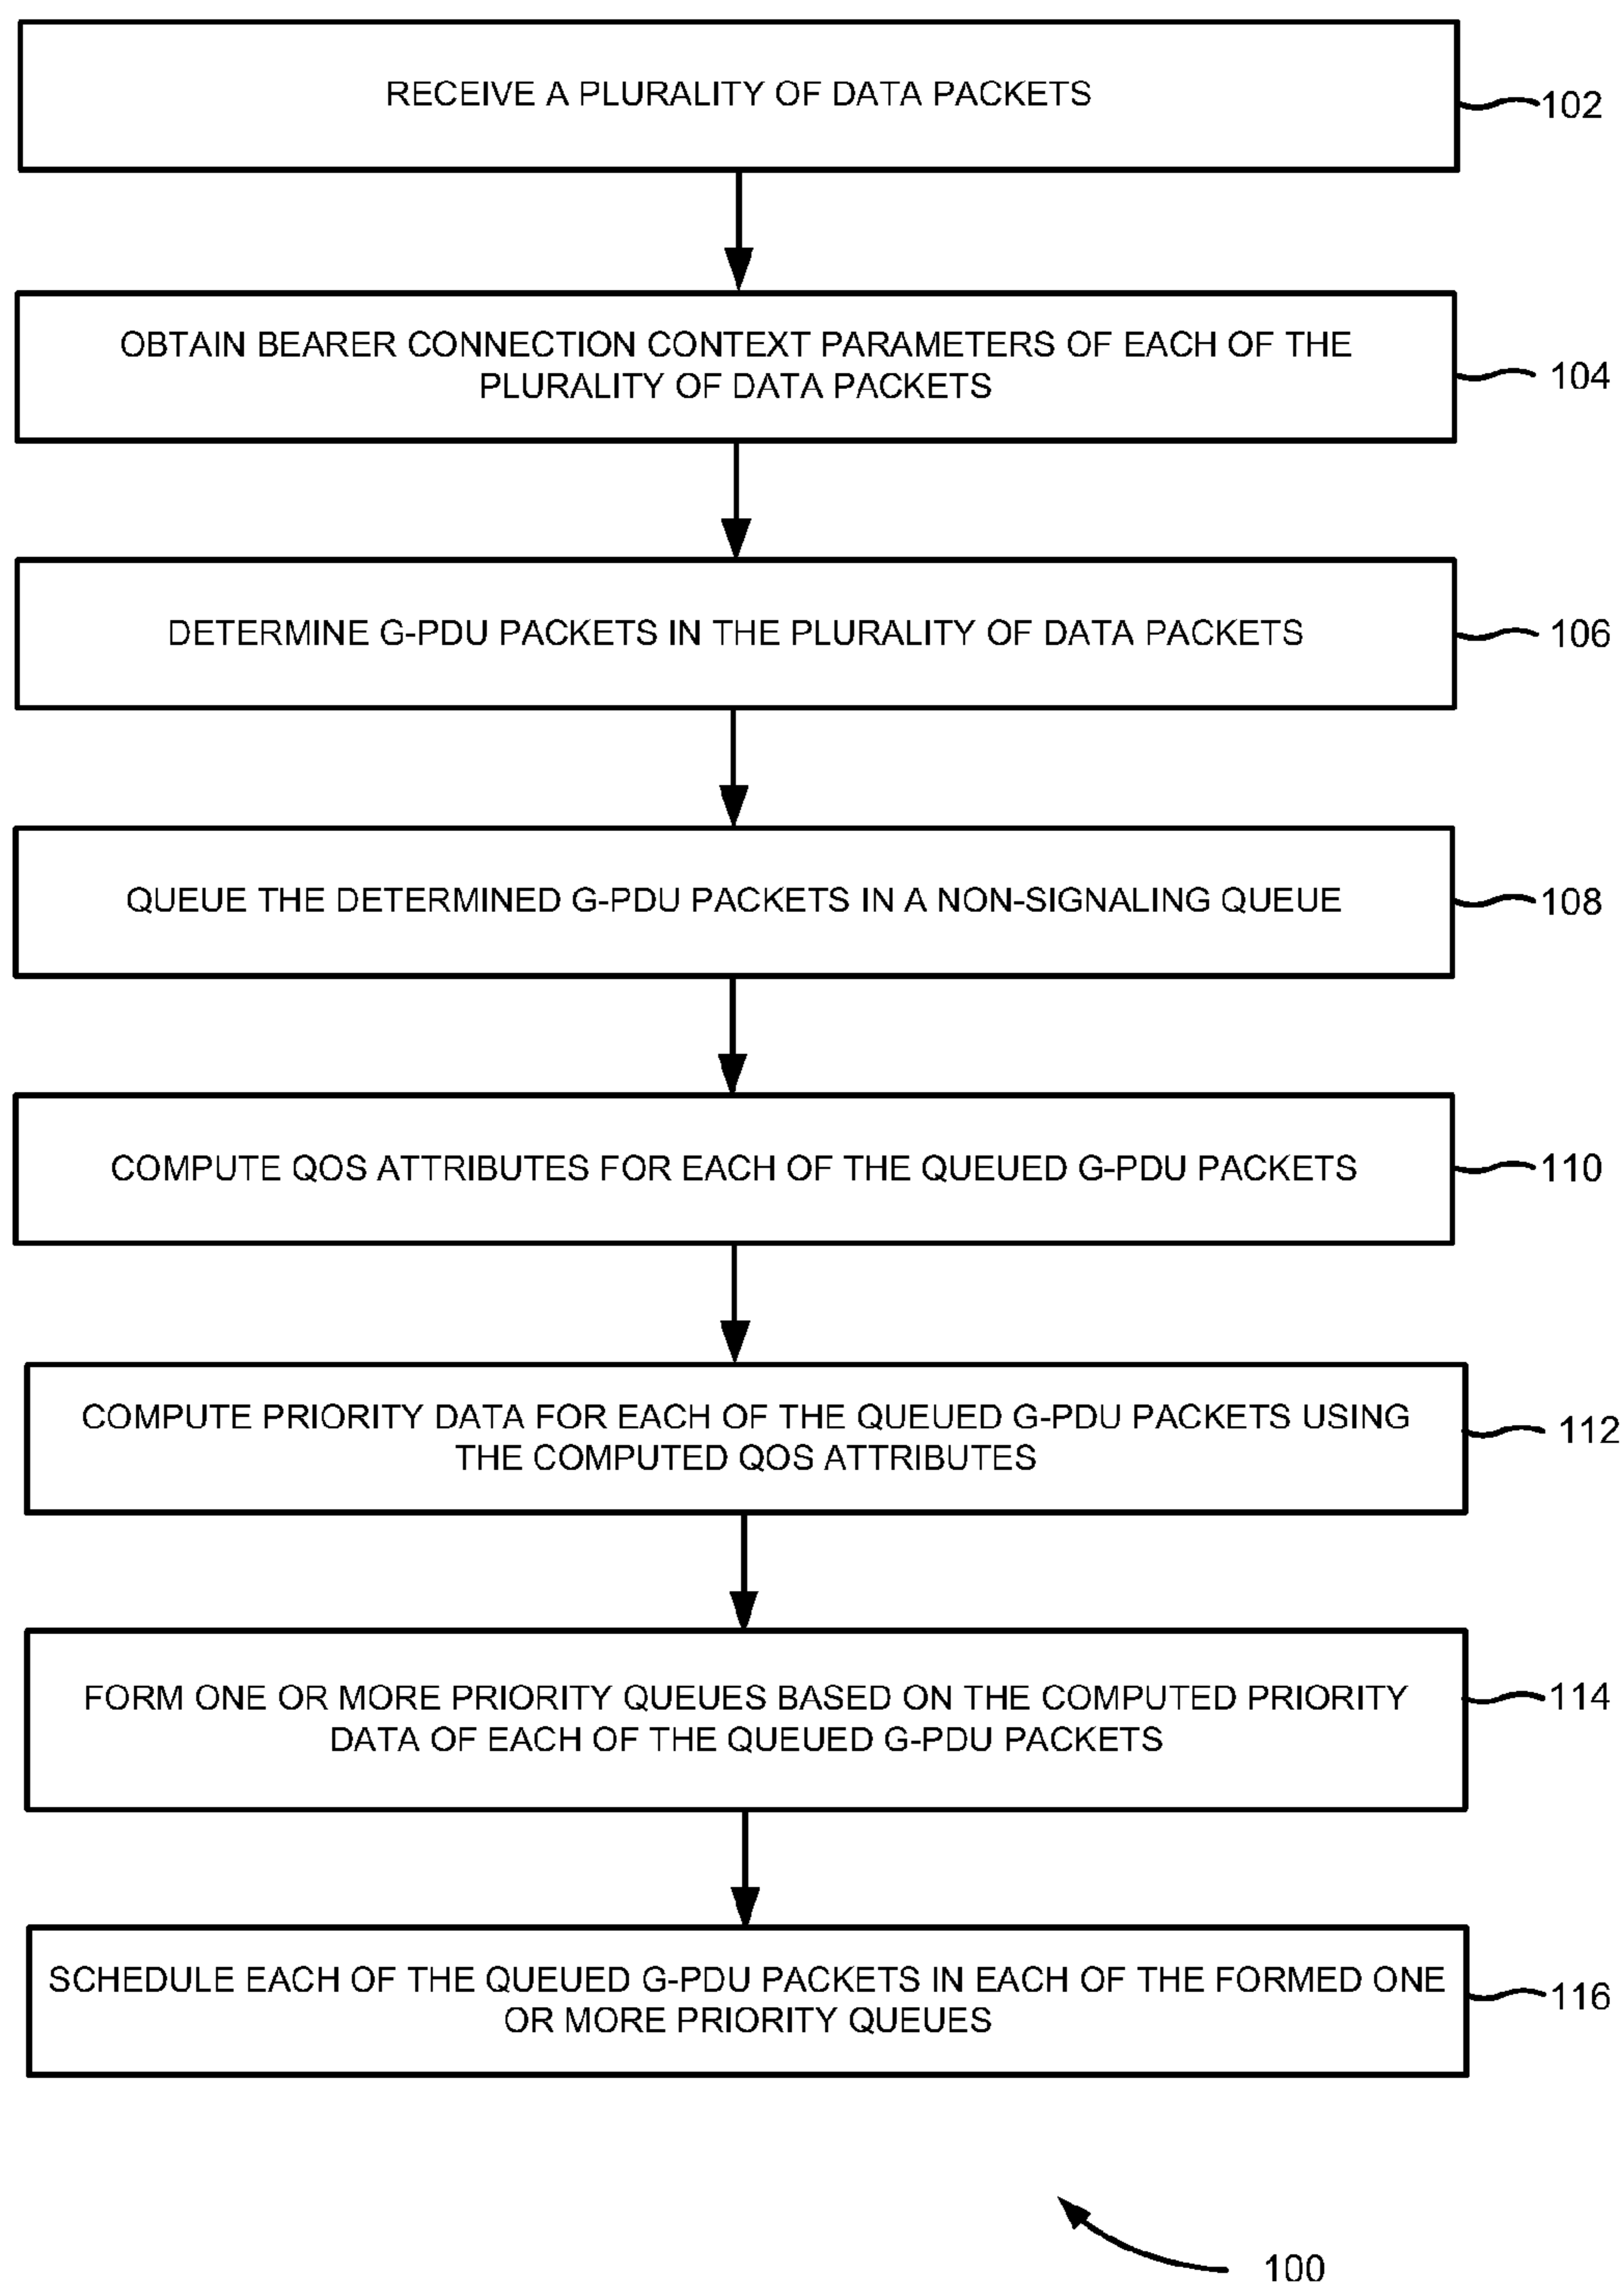 RECEIVE A PLURALITY OF DATA PACKETS
102
OBTAIN BEARER CONNECTION CONTEXT PARAMETERS OF EACH OF THE
PLURALITY OF DATA PACKETS
104
DETERMINE G-PDU PACKETS IN THE PLURALITY OF DATA PACKETS
106
QUEUE THE DETERMINED G-PDU PACKETS IN A NON-SIGNALING QUEUE
108
COMPUTE QOS ATTRIBUTES FOR EACH OF THE QUEUED G-PDU PACKETS
110
COMPUTE PRIORITY DATA FOR EACH OF THE QUEUED G-PDU PACKETS USING
THE COMPUTED QOS ATTRIBUTES
112
FORM ONE OR MORE PRIORITY QUEUES BASED ON THE COMPUTED PRIORITY
DATA OF EACH OF THE QUEUED G-PDU PACKETS
114
SCHEDULE EACH OF THE QUEUED G-PDU PACKETS IN EACH OF THE FORMED ONE
OR MORE PRIORITY QUEUES
116
100